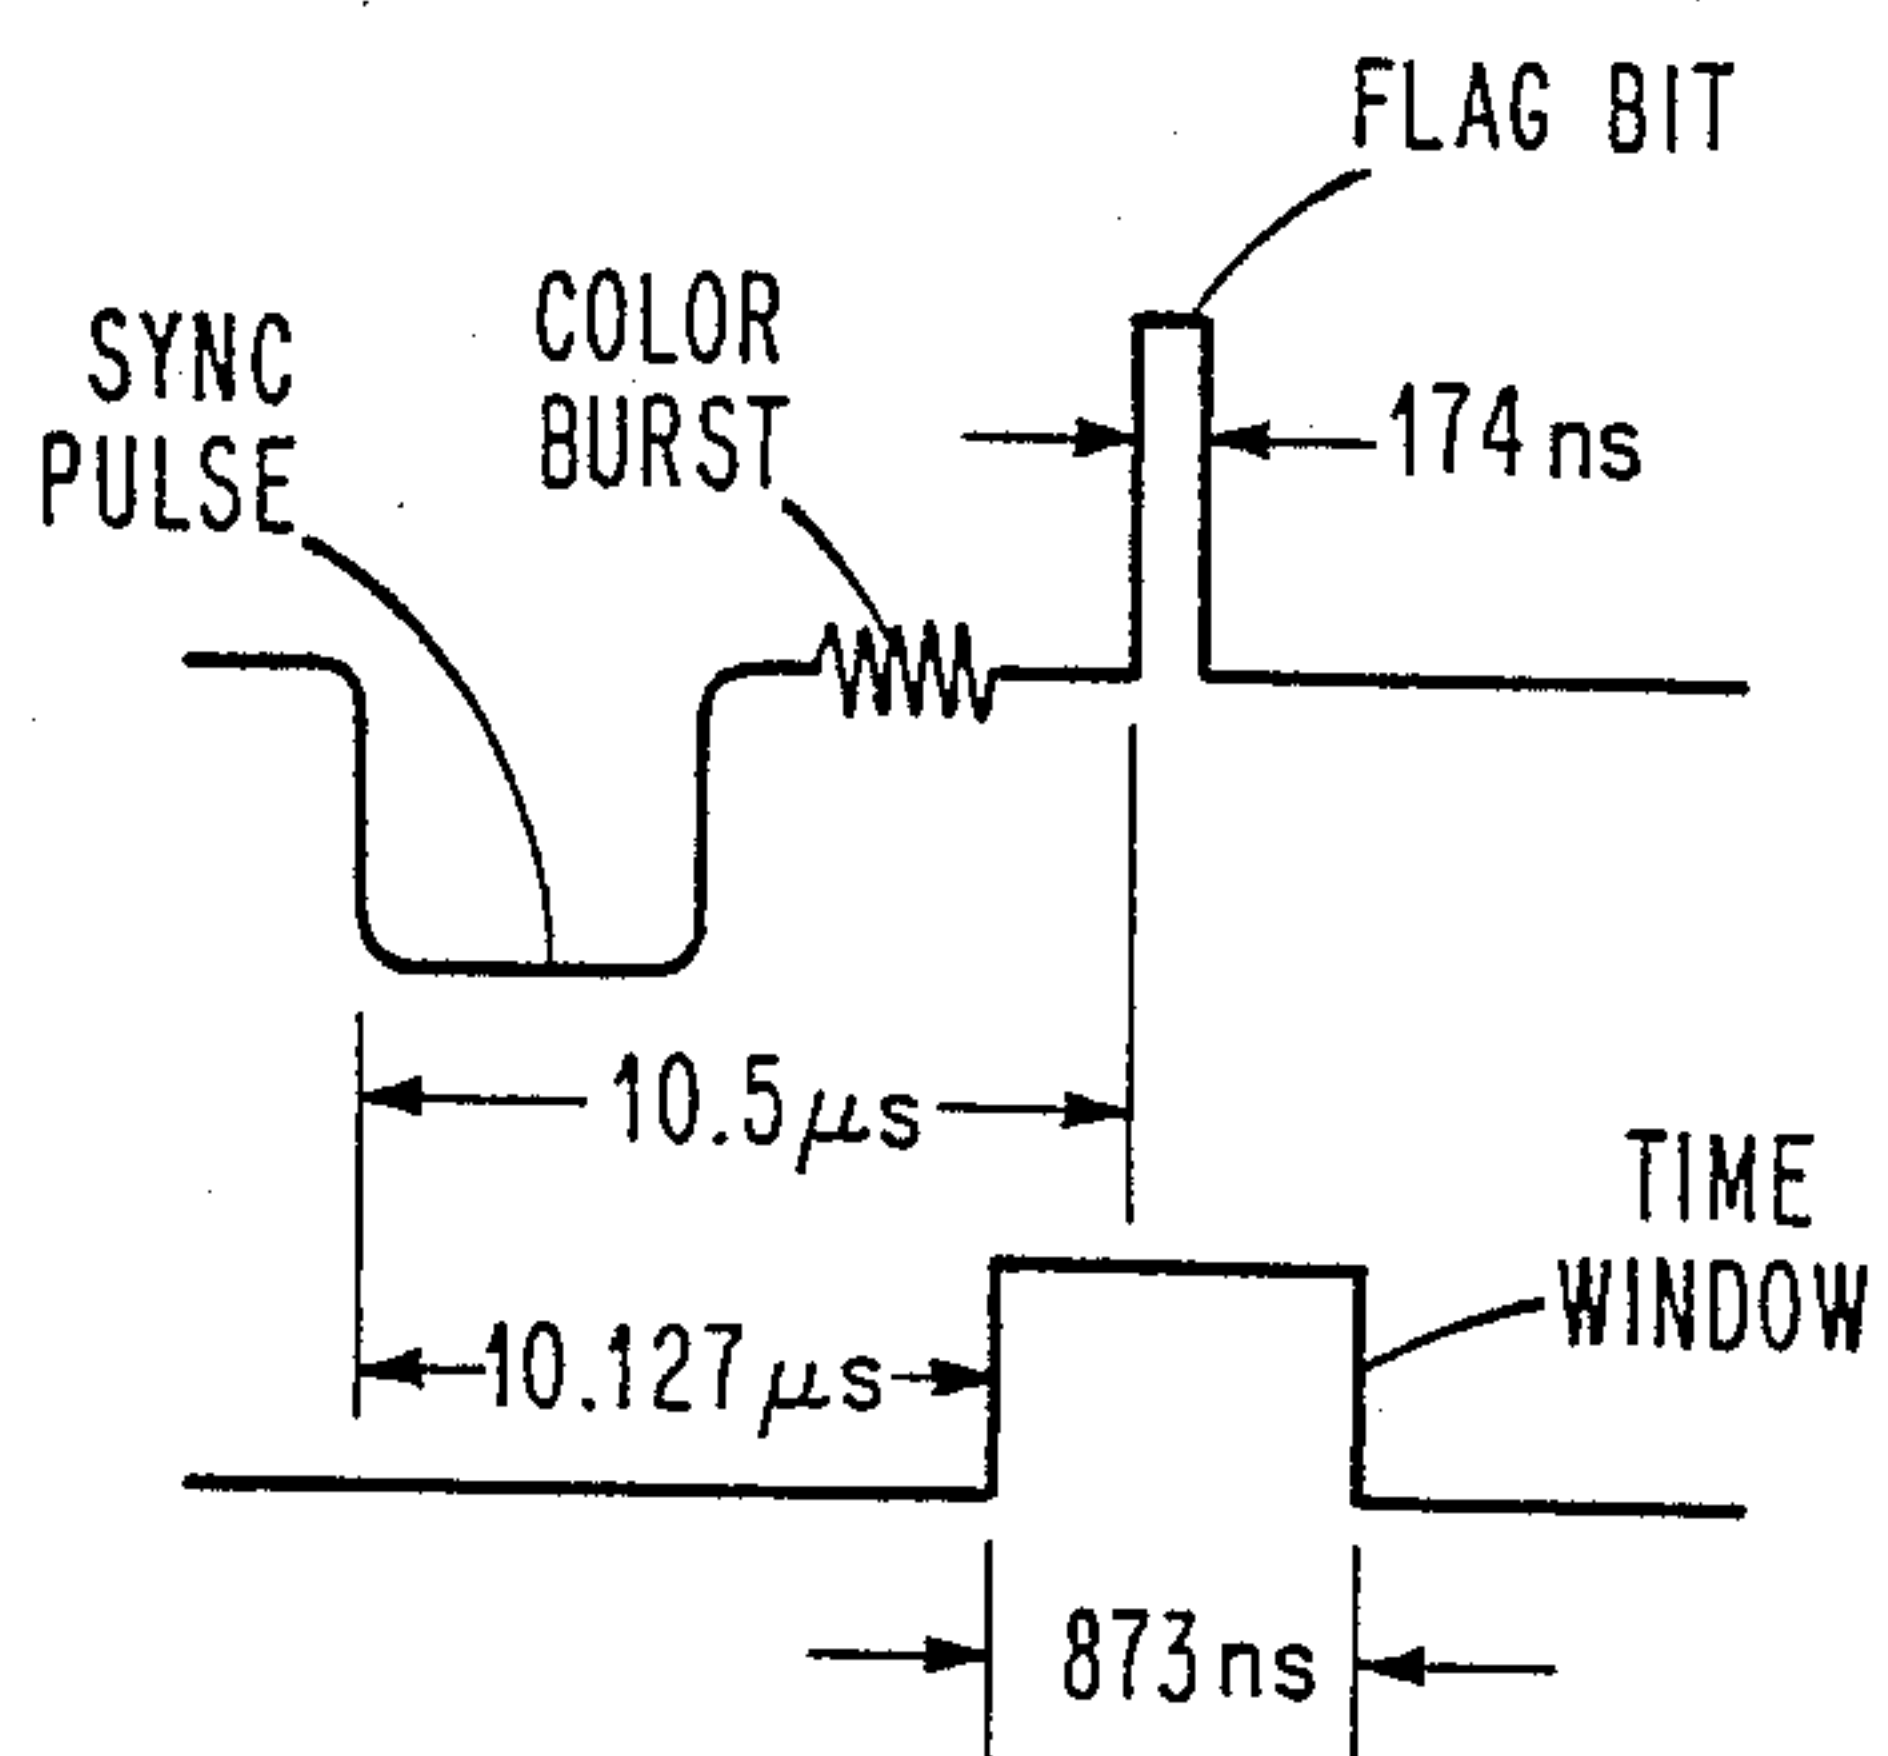 FLAG BIT
COLOR
BURST
SYNC
PULSE
174 ns
10.5 μs
TIME
WINDOW
10.127 μs
873 ns